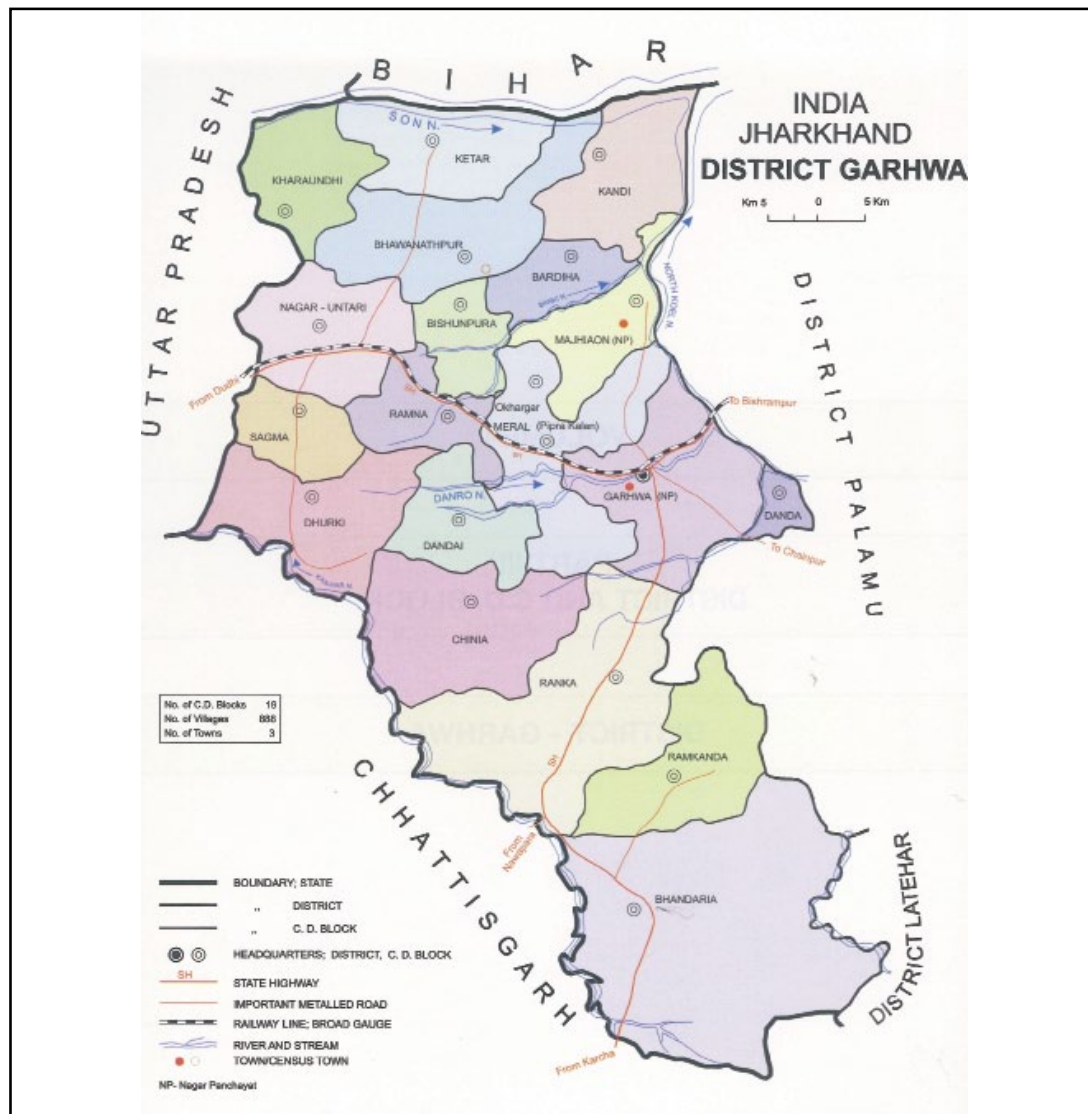 BIHAR
UTTAR PRADESH
INDIA
JHARKHAND
DISTRICT GARHWA
Km 5 0 5 Km
SON N.
KETAR
KHARAUNDHI
KANDI
BHAWANATHPUR
BARDIHA
NORTH KOEL N.
DISTRICT PALAMU
NAGAR - UNTARI
BISHUNPURA
MAJHIAON (NP)
From Dudhi
SH
To Bishrampur
RAMNA
Okhargar
MERAL (Pipra Kalan)
SAGMA
SH
DANRO N.
GARHWA (NP)
DANDA
DHURKI
DANDAI
To Chainpur
CHINIA
RANKA
No. of C.D. Blocks 19
No. of Villages 888
No. of Towns 3
SH
RAMKANDA
CHHATTISGARH
From Nawapara
BHANDARIA
DISTRICT LATEHAR
From Karcha
BOUNDARY; STATE
,, DISTRICT
,, C. D. BLOCK
HEADQUARTERS; DISTRICT, C. D. BLOCK
SH
STATE HIGHWAY
IMPORTANT METALLED ROAD
RAILWAY LINE; BROAD GAUGE
RIVER AND STREAM
TOWN/CENSUS TOWN
NP- Nagar Panchayat